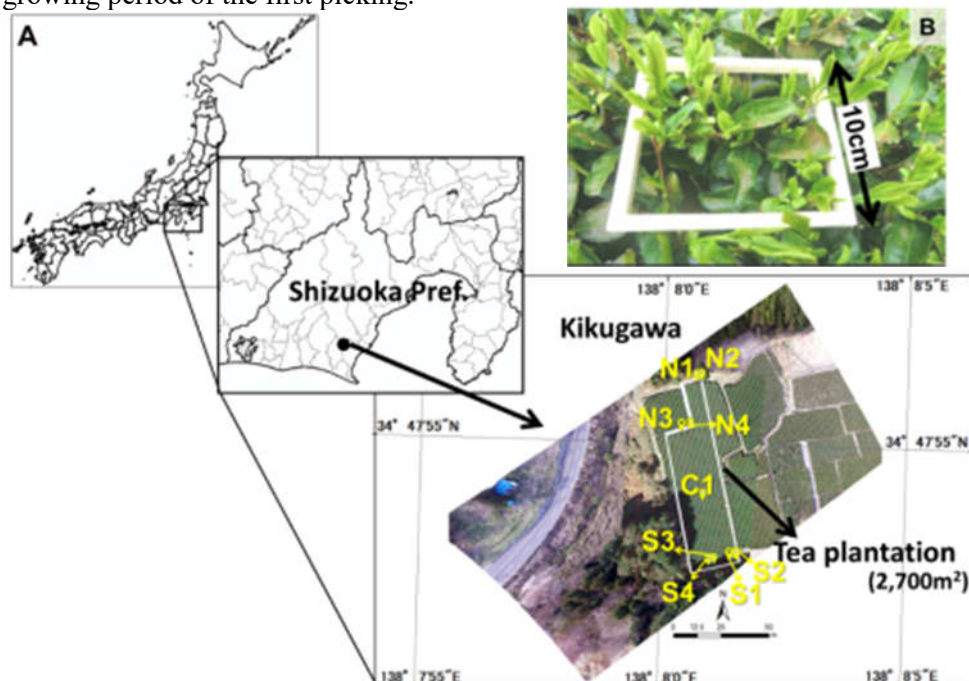 growing period of the first picking.
A
B
10cm
Shizuoka Pref.
138° 8'0"E
138° 8'5"E
Kikugawa
N1
N2
N3
N4
34° 47'55"N
34° 47'55"N
C1
S3
Tea plantation
(2,700m²)
S4
S2
S1
N
138° 7'55"E
138° 8'0"E
138° 8'5"E